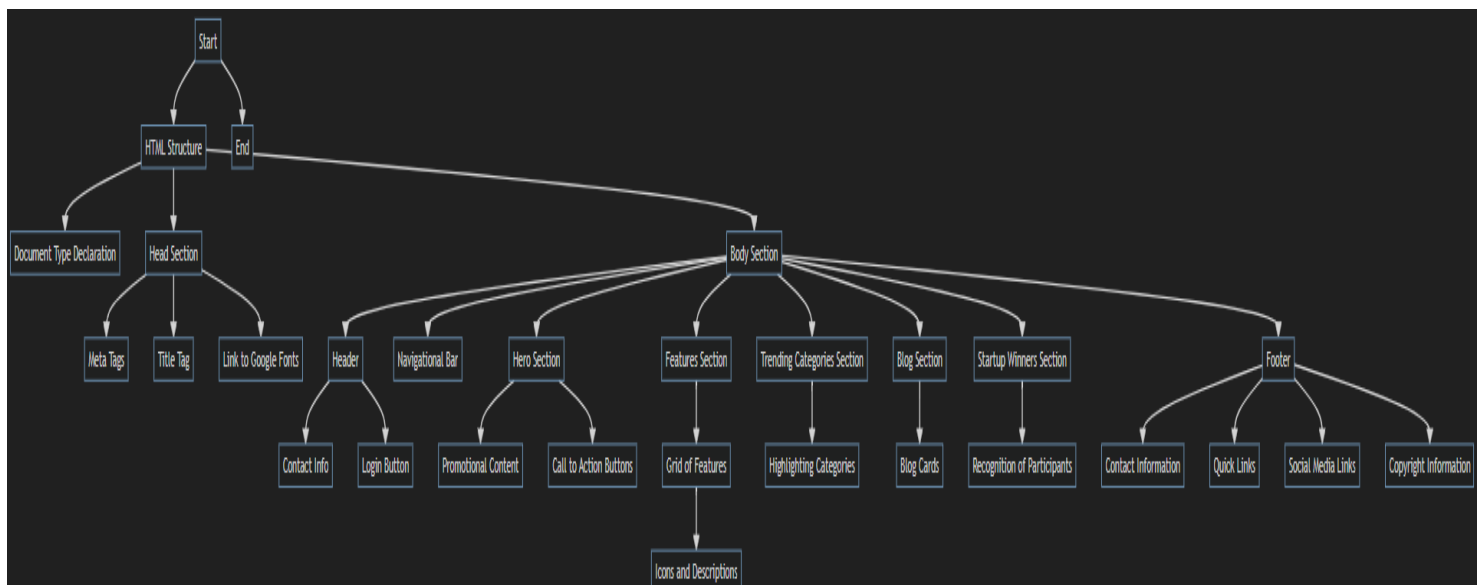 Start
HTML Structure
End
Document Type Declaration
Head Section
Body Section
Meta Tags
Title Tag
Link to Google Fonts
Header
Navigational Bar
Hero Section
Features Section
Trending Categories Section
Blog Section
Startup Winners Section
Footer
Contact Info
Login Button
Promotional Content
Call to Action Buttons
Grid of Features
Highlighting Categories
Blog Cards
Recognition of Participants
Contact Information
Quick Links
Social Media Links
Copyright Information
Icons and Descriptions